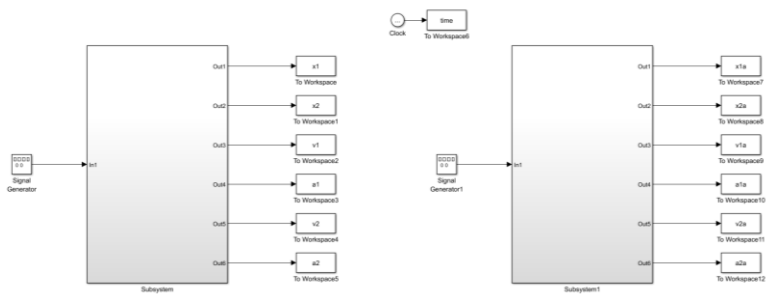 time
Clock
To Workspace6
Out1
x1
To Workspace
Out2
x2
To Workspace1
Out3
v1
To Workspace2
Signal Generator
In1
Out4
a1
To Workspace3
Out5
v2
To Workspace4
Out6
a2
To Workspace5
Subsystem
Out1
x1a
To Workspace7
Out2
x2a
To Workspace8
Out3
v1a
To Workspace9
Signal Generator1
In1
Out4
a1a
To Workspace10
Out5
v2a
To Workspace11
Out6
a2a
To Workspace12
Subsystem1